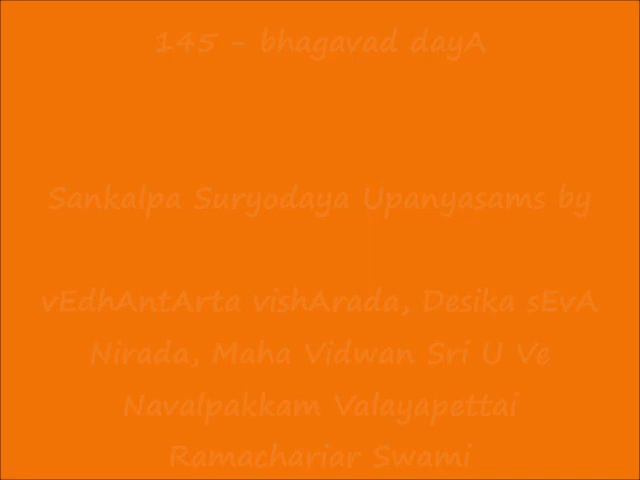 145 - bhagavad dayA
Sankalpa Suryodaya Upanyasams by
vEdhAntArta vishArada, Desika sEvA
Nirada, Maha Vidwan Sri U Ve
Navalpakkam Valayapettai
Ramachariar Swami